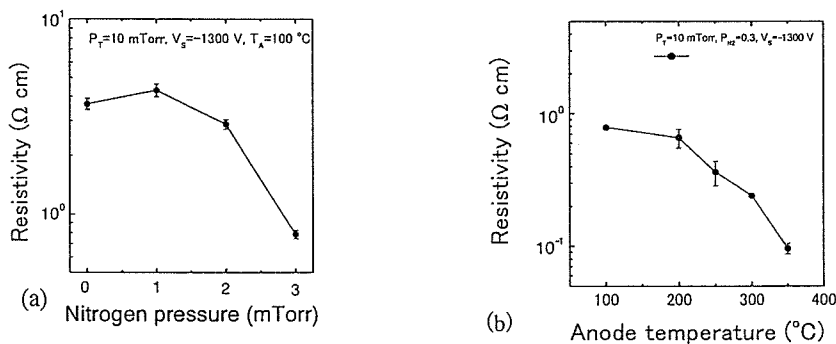 P_T=10 mTorr, V_S=-1300 V, T_A=100 °C
10¹
10⁰
Resistivity (Ω cm)
0 1 2 3
Nitrogen pressure (mTorr)
(a)
P_T=10 mTorr, P_H2=0.3, V_S=-1300 V
10⁰
10⁻¹
Resistivity (Ω cm)
100 200 300 400
Anode temperature (°C)
(b)